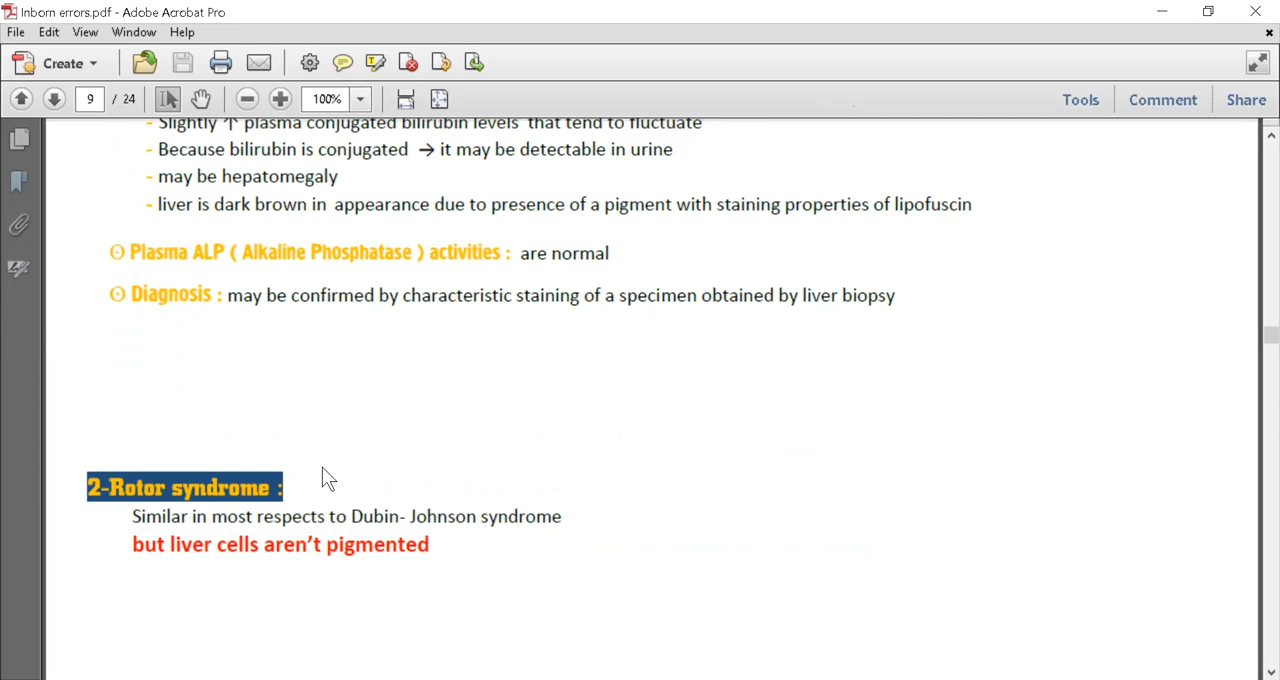 Inborn errors.pdf - Adobe Acrobat Pro
File Edit View Window Help
Create
9 / 24 100% Tools Comment Share
- Slightly ↑ plasma conjugated bilirubin levels that tend to fluctuate
- Because bilirubin is conjugated → it may be detectable in urine
- may be hepatomegaly
- liver is dark brown in appearance due to presence of a pigment with staining properties of lipofuscin
ʘ Plasma ALP ( Alkaline Phosphatase ) activities : are normal
ʘ Diagnosis : may be confirmed by characteristic staining of a specimen obtained by liver biopsy
2-Rotor syndrome :
Similar in most respects to Dubin- Johnson syndrome
but liver cells aren't pigmented